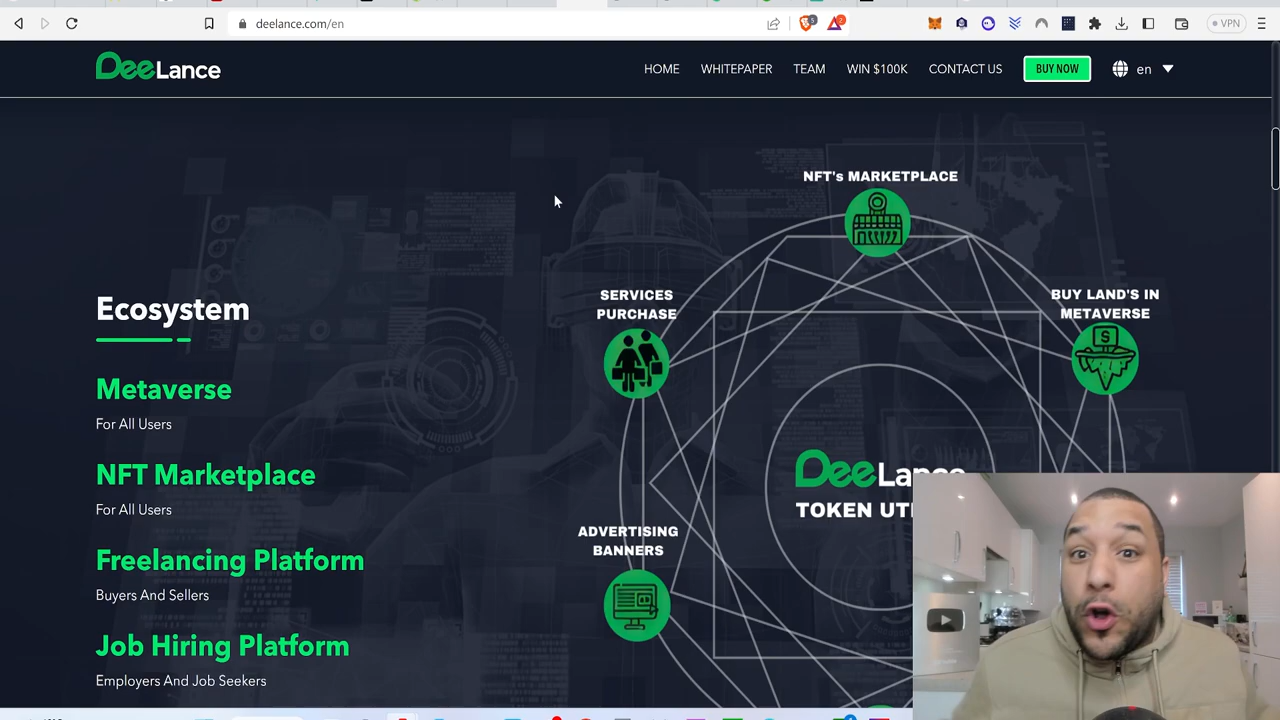 deelance.com/en
VPN
DeeLance
HOME
WHITEPAPER
TEAM
WIN $100K
CONTACT US
BUY NOW
en
NFT's MARKETPLACE
SERVICES
PURCHASE
BUY LAND'S IN
METAVERSE
Ecosystem
Metaverse
For All Users
NFT Marketplace
For All Users
Freelancing Platform
Buyers And Sellers
Job Hiring Platform
Employers And Job Seekers
DeeLance
ADVERTISING
BANNERS
TOKEN